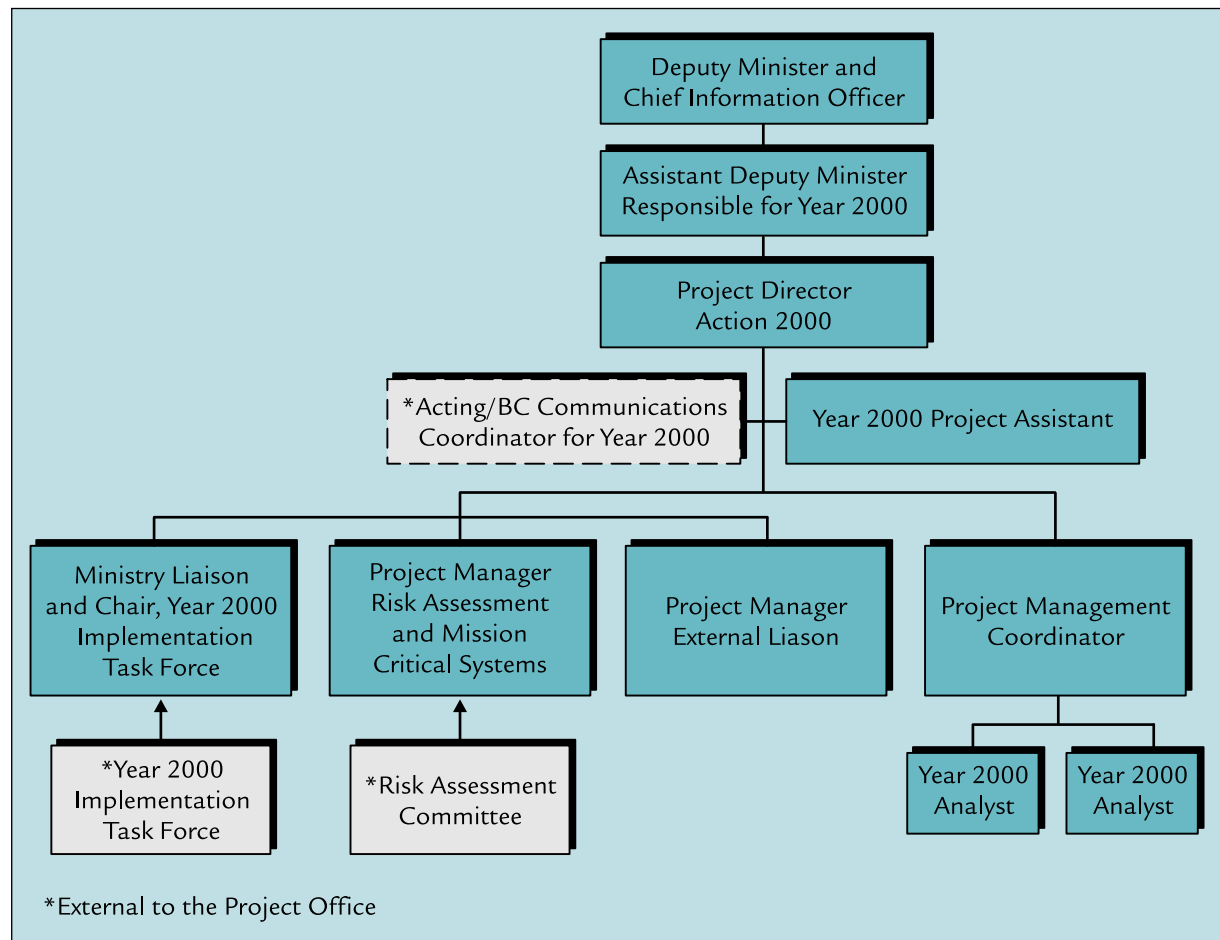 Deputy Minister and
Chief Information Officer
Assistant Deputy Minister
Responsible for Year 2000
Project Director
Action 2000
*Acting/BC Communications
Coordinator for Year 2000
Year 2000 Project Assistant
Ministry Liaison
and Chair, Year 2000
Implementation
Task Force
Project Manager
Risk Assessment
and Mission
Critical Systems
Project Manager
External Liason
Project Management
Coordinator
*Year 2000
Implementation
Task Force
*Risk Assessment
Committee
Year 2000
Analyst
Year 2000
Analyst
*External to the Project Office